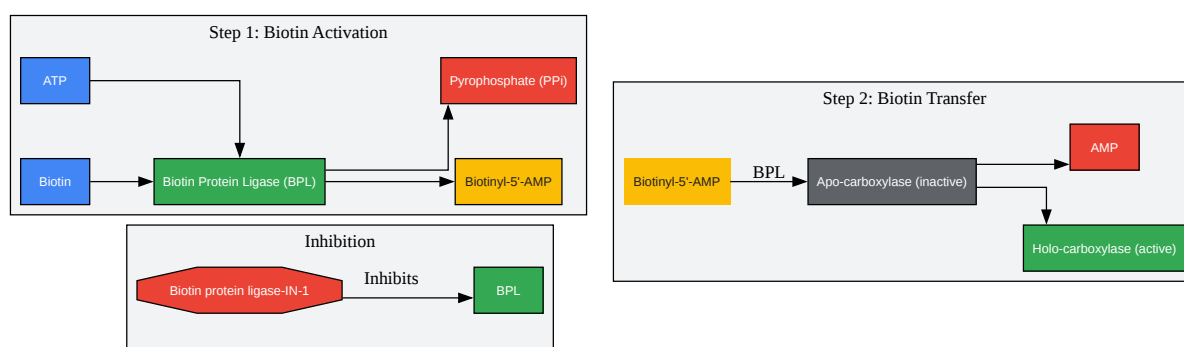 Step 1: Biotin Activation
ATP
Pyrophosphate (PPi)
Biotin
Biotin Protein Ligase (BPL)
Biotinyl-5'-AMP
Inhibition
Biotin protein ligase-IN-1
Inhibits
BPL
Step 2: Biotin Transfer
AMP
Biotinyl-5'-AMP
BPL
Apo-carboxylase (inactive)
Holo-carboxylase (active)